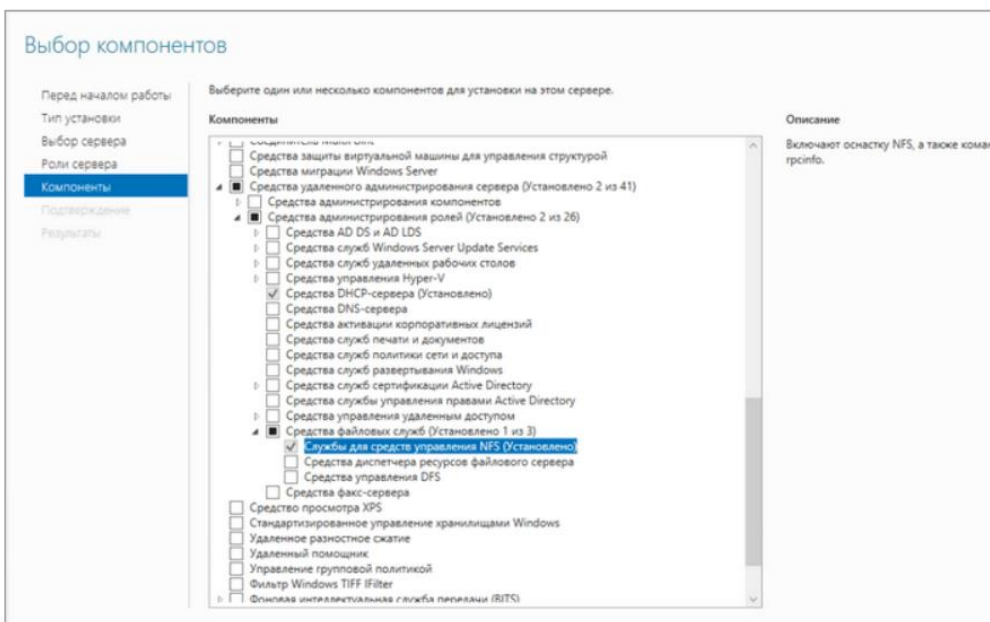 Выбор компонентов
Перед началом работы
Тип установки
Выбор сервера
Роли сервера
Компоненты
Подтверждение
Результаты
Выберите один или несколько компонентов для установки на этом сервере.
Компоненты
Соединитель MultiPoint
Средства защиты виртуальной машины для управления структурой
Средства миграции Windows Server
Средства удаленного администрирования сервера (Установлено 2 из 41)
Средства администрирования компонентов
Средства администрирования ролей (Установлено 2 из 26)
Средства AD DS и AD LDS
Средства служб Windows Server Update Services
Средства служб удаленных рабочих столов
Средства управления Hyper-V
Средства DHCP-сервера (Установлено)
Средства DNS-сервера
Средства активации корпоративных лицензий
Средства служб печати и документов
Средства служб политики сети и доступа
Средства служб развертывания Windows
Средства служб сертификации Active Directory
Средства службы управления правами Active Directory
Средства управления удаленным доступом
Средства файловых служб (Установлено 1 из 3)
Службы для средств управления NFS (Установлено)
Средства диспетчера ресурсов файлового сервера
Средства управления DFS
Средства факс-сервера
Средство просмотра XPS
Стандартизированное управление хранилищами Windows
Удаленное разностное сжатие
Удаленный помощник
Управление групповой политикой
Фильтр Windows TIFF IFilter
Фоновая интеллектуальная служба передачи (BITS)
Описание
Включают оснастку NFS, а также коман
rpcinfo.